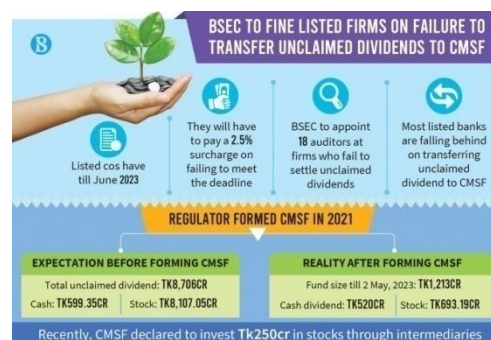 BSEC TO FINE LISTED FIRMS ON FAILURE TO
TRANSFER UNCLAIMED DIVIDENDS TO CMSF
Listed cos have
till June 2023
They will have
to pay a 2.5%
surcharge on
failing to meet
the deadline
BSEC to appoint
18 auditors at
firms who fail to
settle unclaimed
dividends
Most listed banks
are falling behind
on transferring
unclaimed
dividend to CMSF
REGULATOR FORMED CMSF IN 2021
EXPECTATION BEFORE FORMING CMSF
Total unclaimed dividend: TK8,706CR
Cash: TK599.35CR Stock: TK8,107.05CR
REALITY AFTER FORMING CMSF
Fund size till 2 May, 2023: TK1,213CR
Cash dividend: TK520CR Stock: TK693.19CR
Recently, CMSF declared to invest Tk250cr in stocks through intermediaries